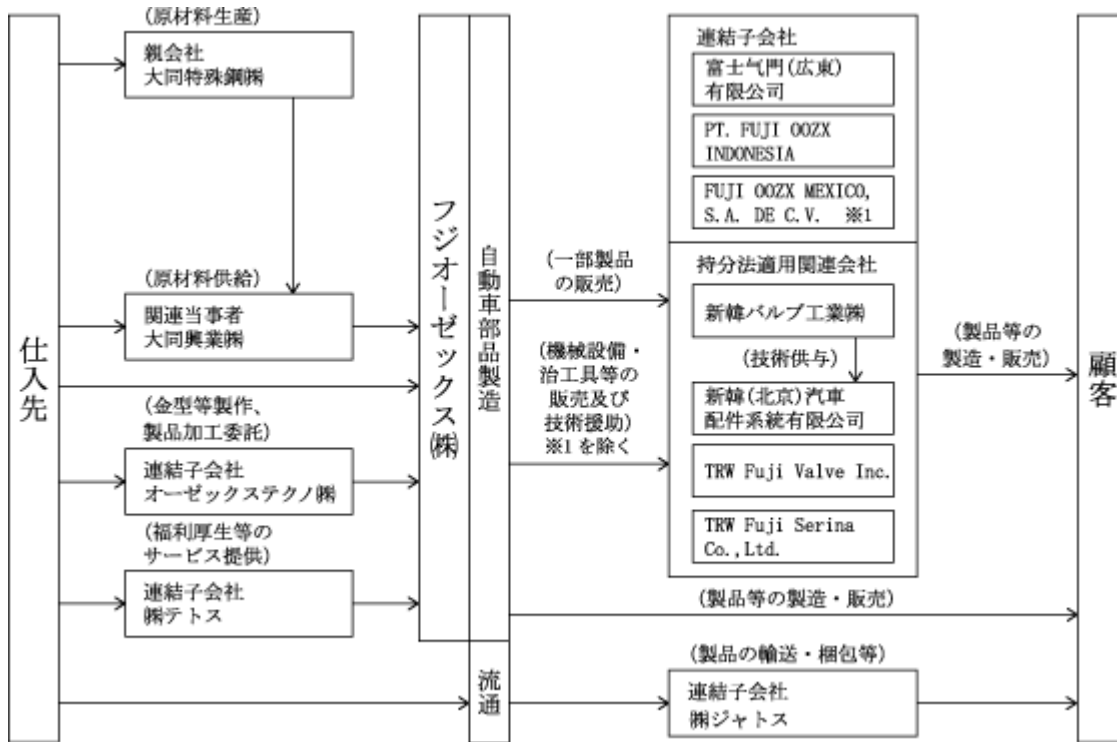 仕入先
(原材料生産)
親会社
大同特殊鋼㈱
(原材料供給)
関連当事者
大同興業㈱
(金型等製作、
製品加工委託)
連結子会社
オーゼックステクノ㈱
(福利厚生等の
サービス提供)
連結子会社
㈱テトス
フジオーゼックス㈱
自動車部品製造
流通
(一部製品
の販売)
(機械設備・
治工具等の
販売及び
技術援助)
※1を除く
連結子会社
富士气門(広東)
有限公司
PT. FUJI OOZX
INDONESIA
FUJI OOZX MEXICO,
S.A. DE C.V. ※1
持分法適用関連会社
新韓バルブ工業㈱
(技術供与)
新韓(北京)汽車
配件系統有限公司
TRW Fuji Valve Inc.
TRW Fuji Serina
Co.,Ltd.
(製品等の
製造・販売)
(製品等の製造・販売)
(製品の輸送・梱包等)
連結子会社
㈱ジャトス
顧客